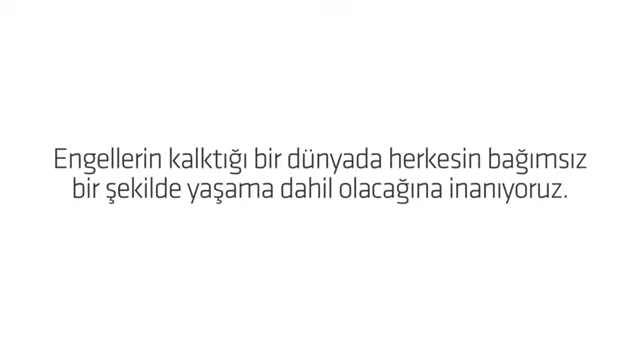 Engellerin kalktığı bir dünyada herkesin bağımsız
bir şekilde yaşama dahil olacağına inanıyoruz.